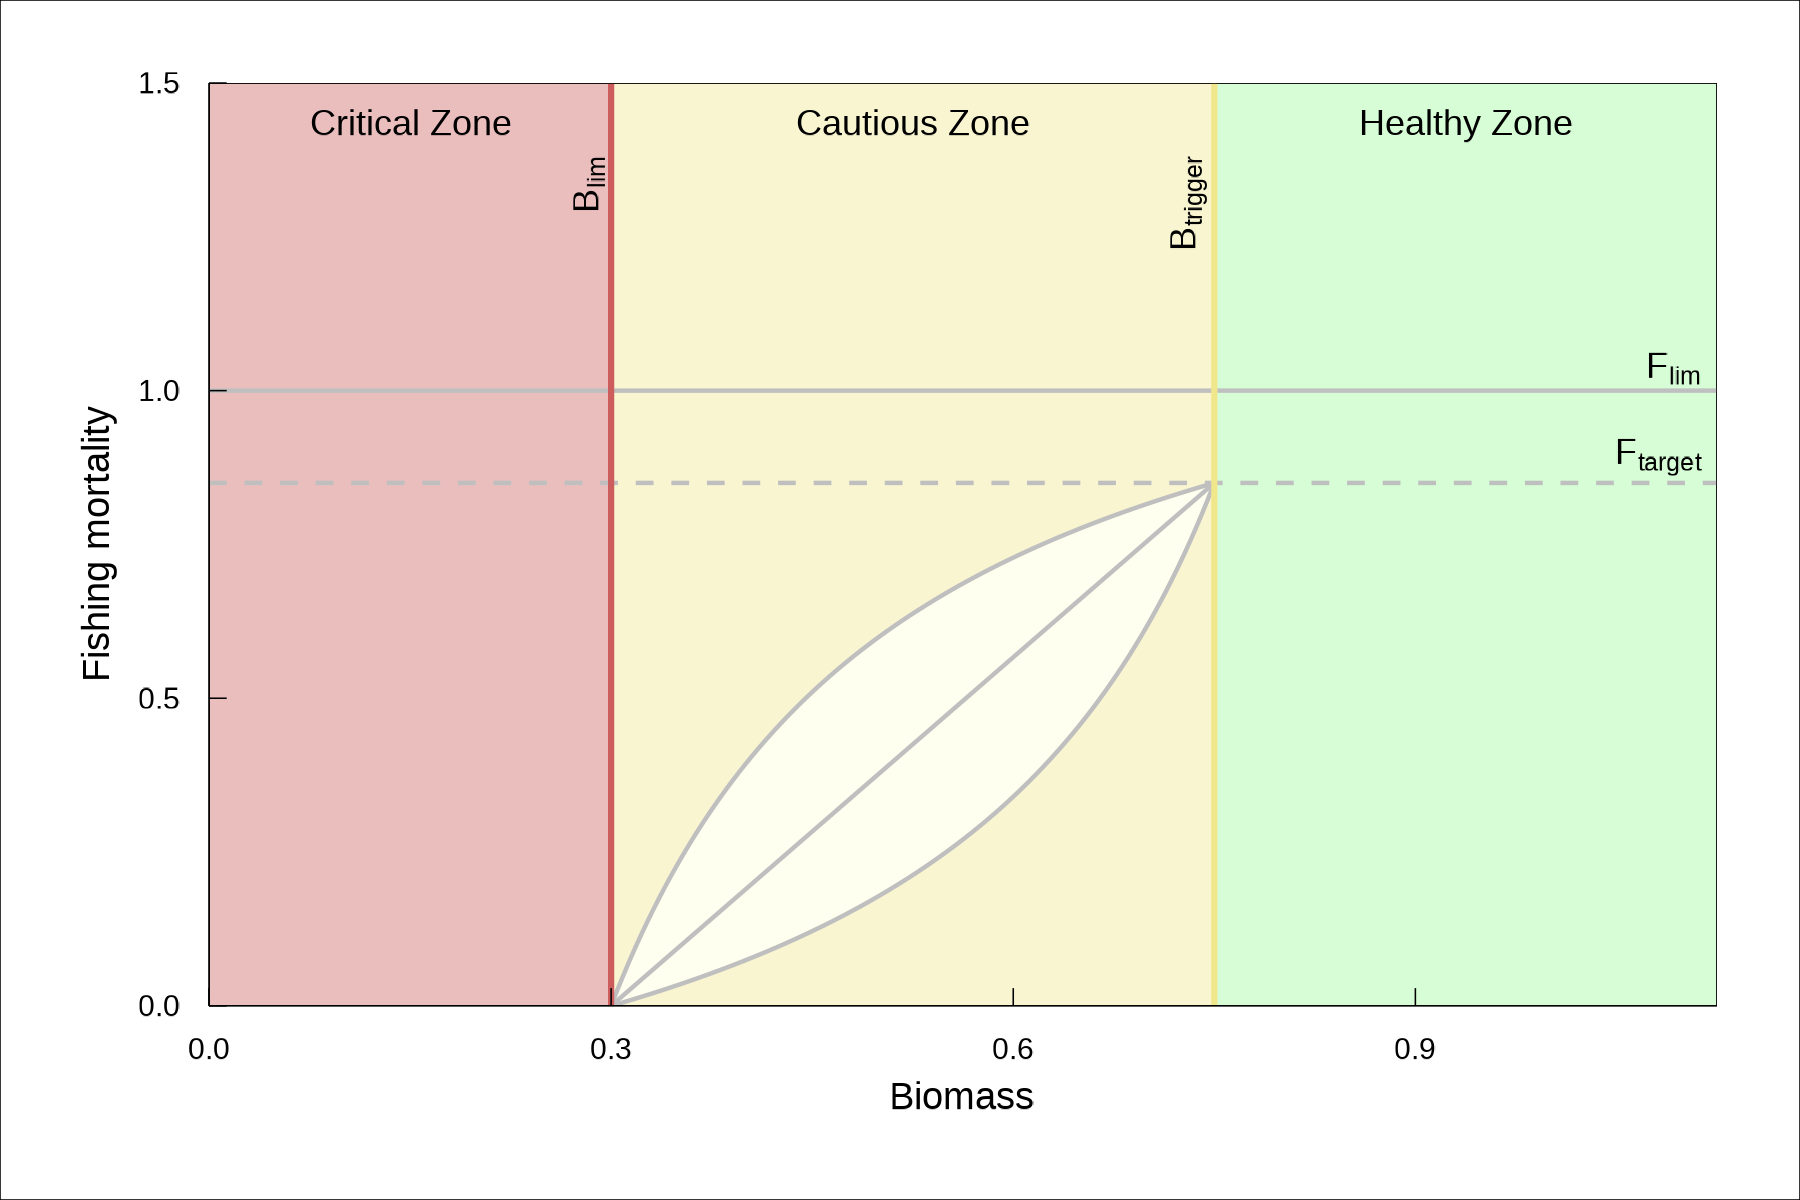 1.5
Critical Zone
Cautious Zone
Healthy Zone
Blim
Btrigger
Flim
1.0
Ftarget
Fishing mortality
0.5
0.0
0.0
0.3
0.6
0.9
Biomass